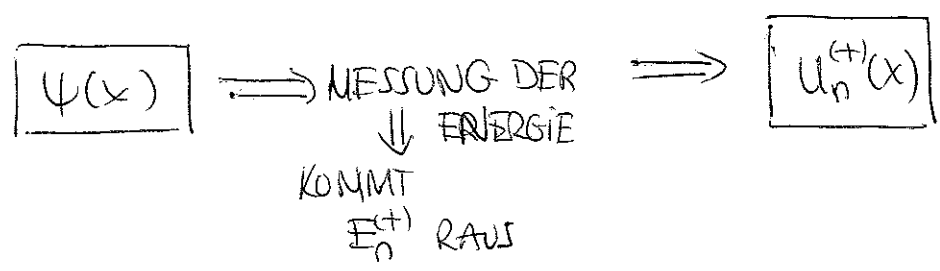 ψ(x) ⟹ MESSUNG DER ⟹ u_n^(+)(x)
⇓ ENERGIE
KOMMT
E_n^(+) RAUS